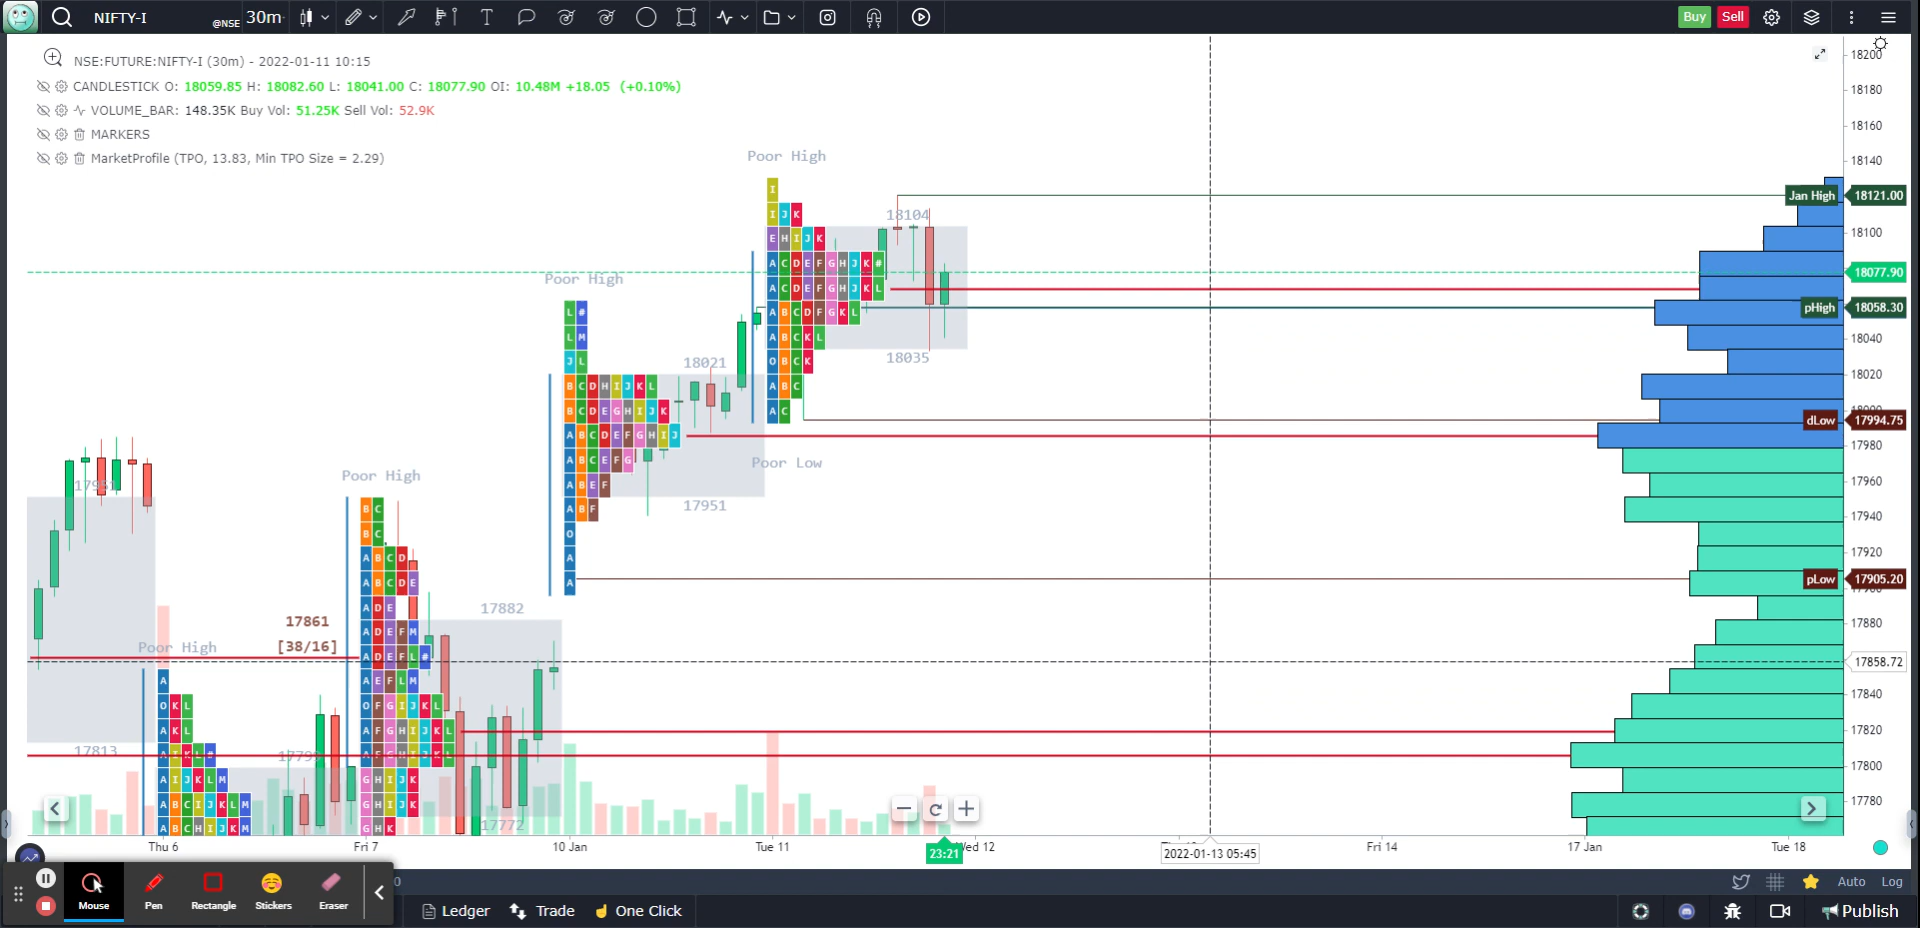 NIFTY-I @NSE 30m Buy Sell
NSE:FUTURE:NIFTY-I (30m) - 2022-01-11 10:15
CANDLESTICK O: 18059.85 H: 18082.60 L: 18041.00 C: 18077.90 OI: 10.48M +18.05 (+0.10%)
VOLUME_BAR: 148.35K Buy Vol: 51.25K Sell Vol: 52.9K
MARKERS
MarketProfile (TPO, 13.83, Min TPO Size = 2.29)
18200
18180
18160
18140
Poor High
Jan High 18121.00
18104
18100
18077.90
Poor High
pHigh 18058.30
18040
18035
18021
18020
dLow 17994.75
17980
Poor Low
Poor High
17960
17951
17940
17920
pLow 17905.20
17882
17880
17861
[38/16]
Poor High
17858.72
17840
17820
17813
17800
17780
17772
Thu 6 Fri 7 10 Jan Tue 11 23:21 Wed 12 2022-01-13 05:45 Fri 14 17 Jan Tue 18
Auto Log
Mouse Pen Rectangle Stickers Eraser
Ledger Trade One Click Publish